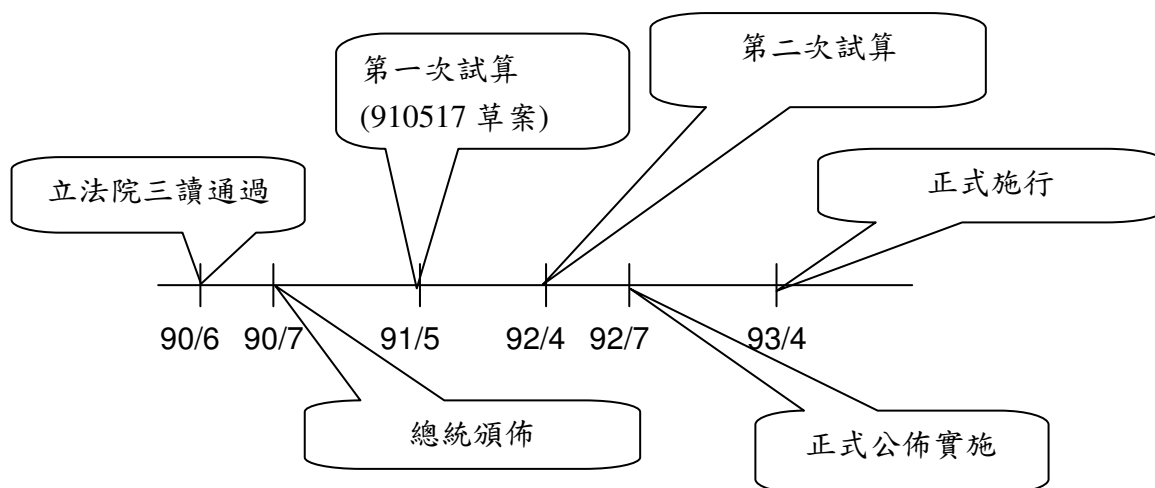 第二次試算
第一次試算
(910517 草案)
立法院三讀通過
正式施行
90/6 90/7 91/5 92/4 92/7 93/4
總統頒佈
正式公佈實施